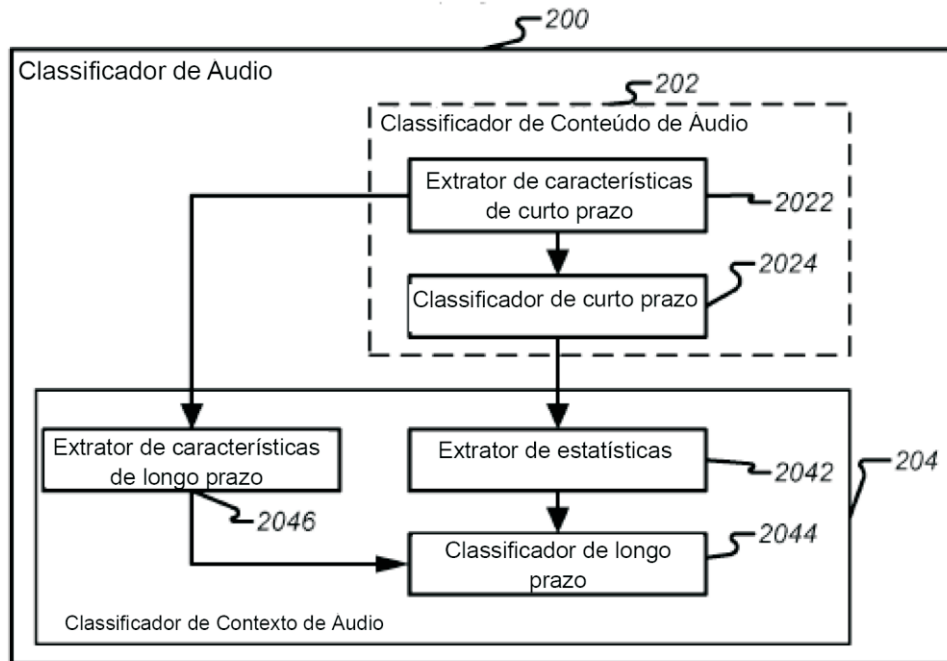 200
Classificador de Audio
202
Classificador de Conteúdo de Àudio
Extrator de características
de curto prazo
2022
2024
Classificador de curto prazo
Extrator de características
de longo prazo
2046
Extrator de estatísticas
2042
204
Classificador de longo
prazo
2044
Classificador de Contexto de Àudio